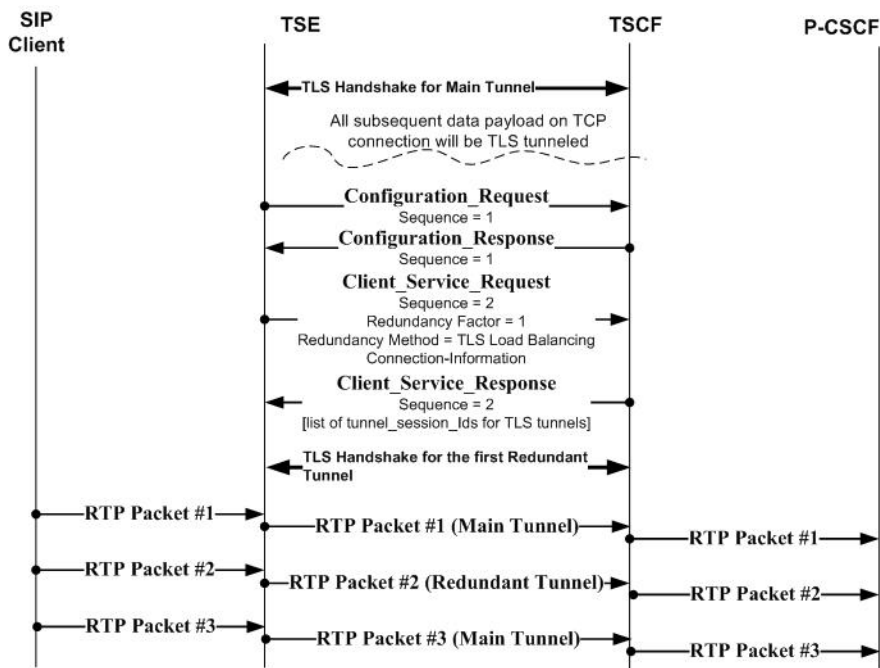 SIP
Client
TSE
TSCF
P-CSCF
TLS Handshake for Main Tunnel
All subsequent data payload on TCP
connection will be TLS tunneled
Configuration_Request
Sequence = 1
Configuration_Response
Sequence = 1
Client_Service_Request
Sequence = 2
Redundancy Factor = 1
Redundancy Method = TLS Load Balancing
Connection-Information
Client_Service_Response
Sequence = 2
[list of tunnel_session_Ids for TLS tunnels]
TLS Handshake for the first Redundant
Tunnel
RTP Packet #1
RTP Packet #1 (Main Tunnel)
RTP Packet #1
RTP Packet #2
RTP Packet #2 (Redundant Tunnel)
RTP Packet #2
RTP Packet #3
RTP Packet #3 (Main Tunnel)
RTP Packet #3